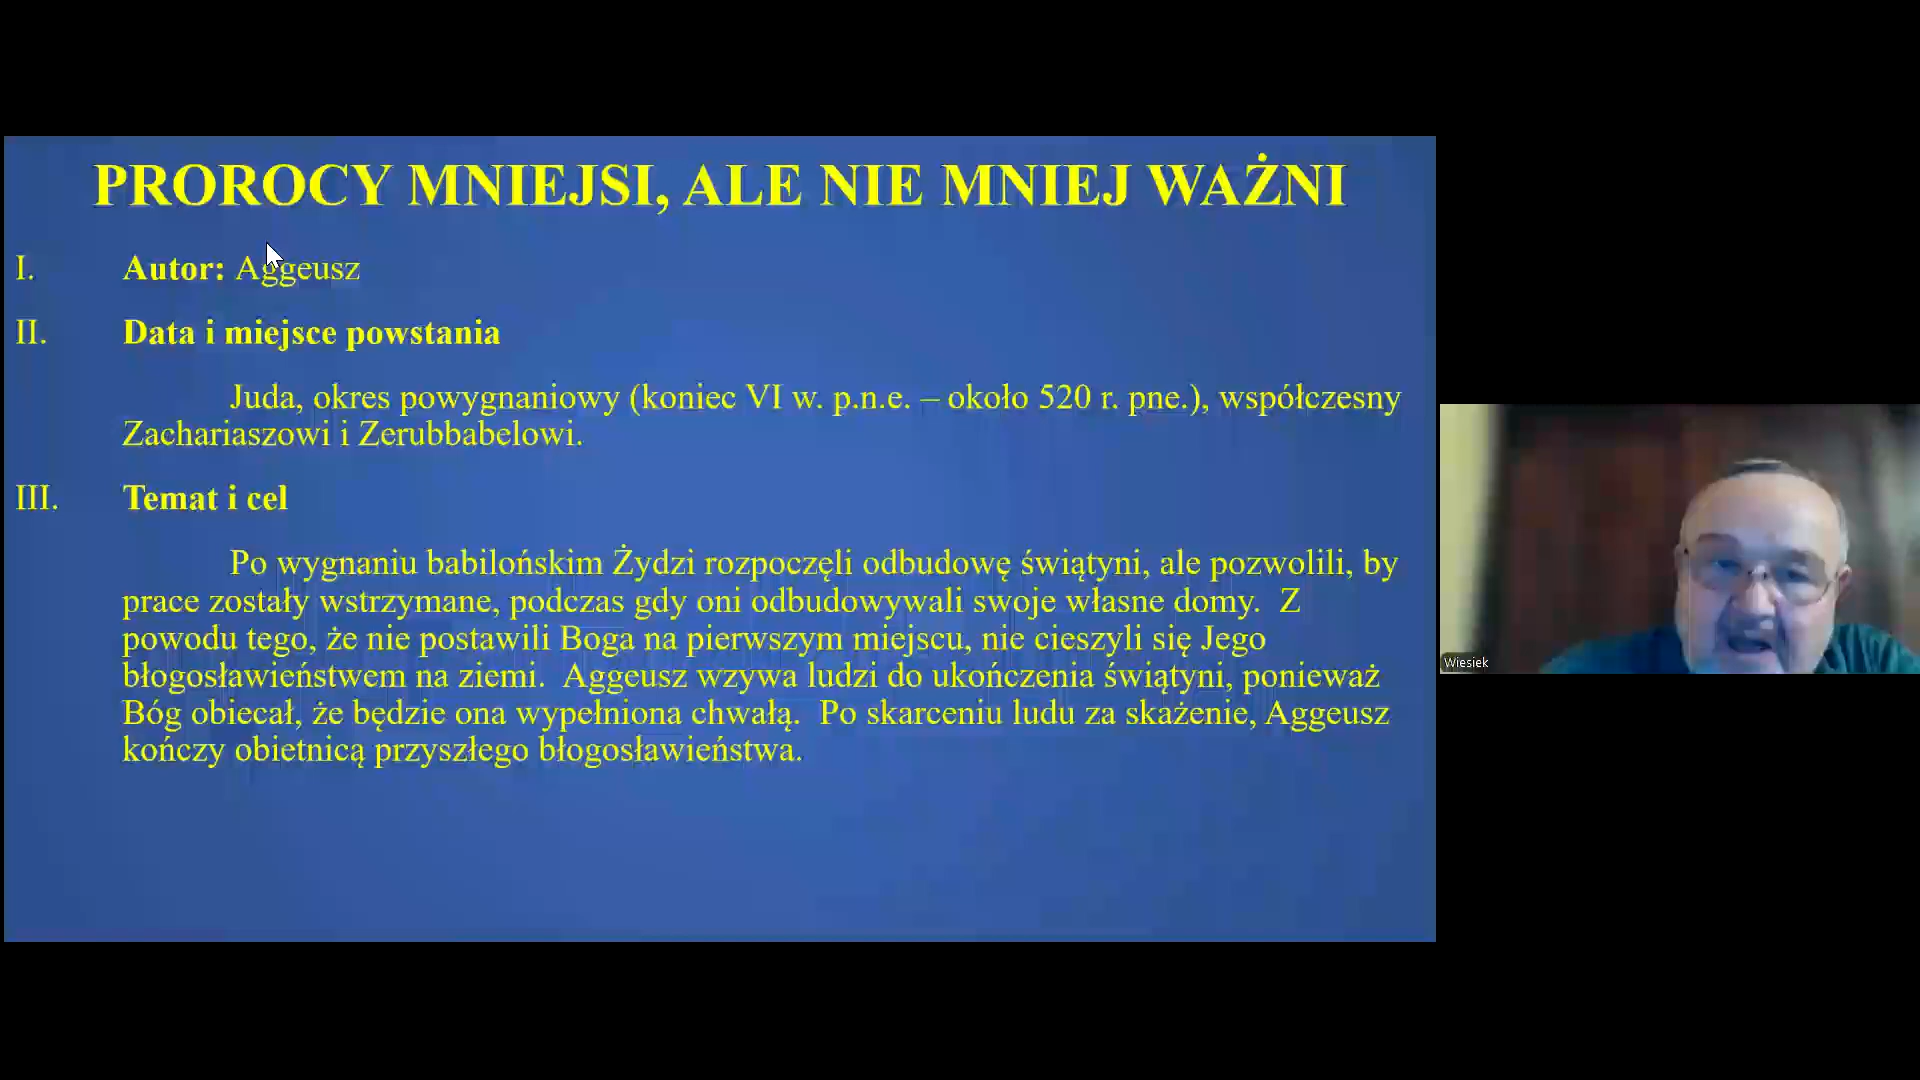 PROROCY MNIEJSI, ALE NIE MNIEJ WAŻNI
I. Autor: Aggeusz
II. Data i miejsce powstania
Juda, okres powygnaniowy (koniec VI w. p.n.e. – około 520 r. pne.), współczesny
Zachariaszowi i Zerubbabelowi.
III. Temat i cel
Po wygnaniu babilońskim Żydzi rozpoczęli odbudowę świątyni, ale pozwolili, by
prace zostały wstrzymane, podczas gdy oni odbudowywali swoje własne domy. Z
powodu tego, że nie postawili Boga na pierwszym miejscu, nie cieszyli się Jego
błogosławieństwem na ziemi. Aggeusz wzywa ludzi do ukończenia świątyni, ponieważ
Bóg obiecał, że będzie ona wypełniona chwałą. Po skarceniu ludu za skażenie, Aggeusz
kończy obietnicą przyszłego błogosławieństwa.
Wiesiek